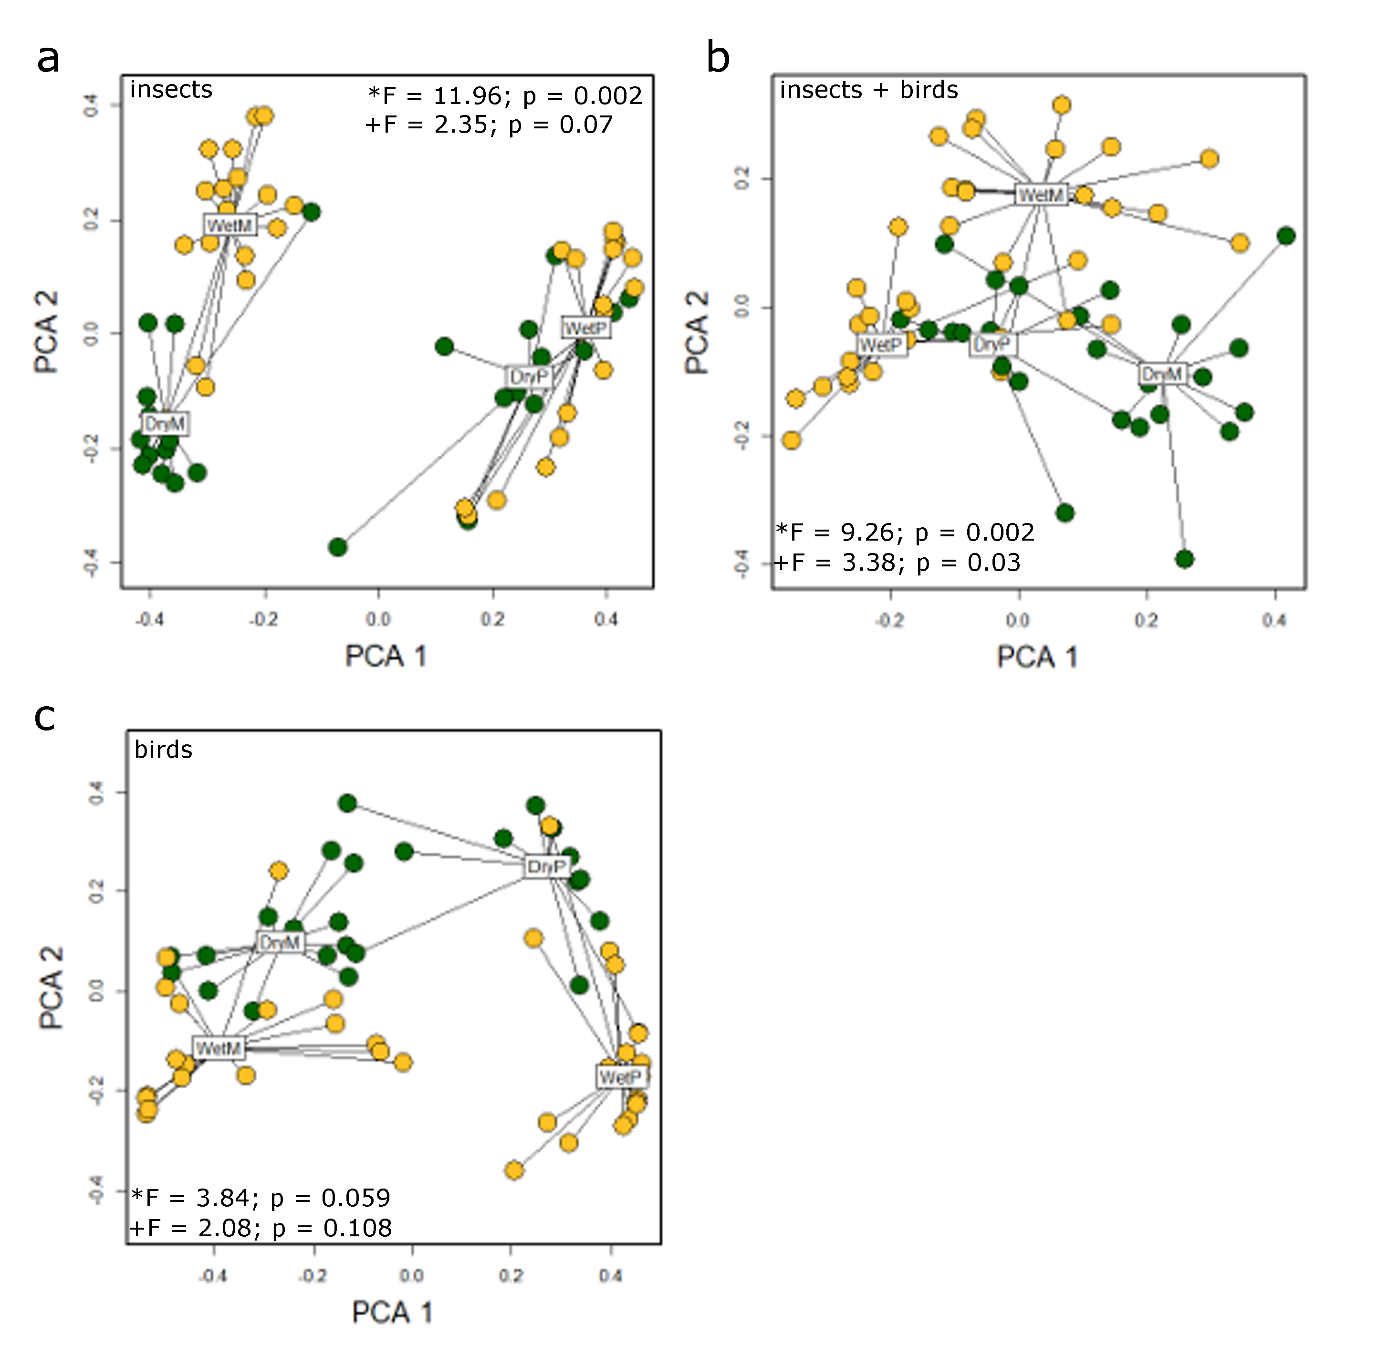 a
insects
*F = 11.96; p = 0.002
+F = 2.35; p = 0.07
WetM
DryM
WetP
DryP
0.4
0.2
0.0
-0.2
-0.4
PCA 2
-0.4
-0.2
0.0
0.2
0.4
PCA 1
b
insects + birds
WetM
WetP
DryP
DryM
*F = 9.26; p = 0.002
+F = 3.38; p = 0.03
0.2
0.0
-0.2
-0.4
PCA 2
-0.2
0.0
0.2
0.4
PCA 1
c
birds
DryP
DryM
WetM
WetP
*F = 3.84; p = 0.059
+F = 2.08; p = 0.108
0.4
0.2
0.0
-0.2
-0.4
PCA 2
-0.4
-0.2
0.0
0.2
0.4
PCA 1